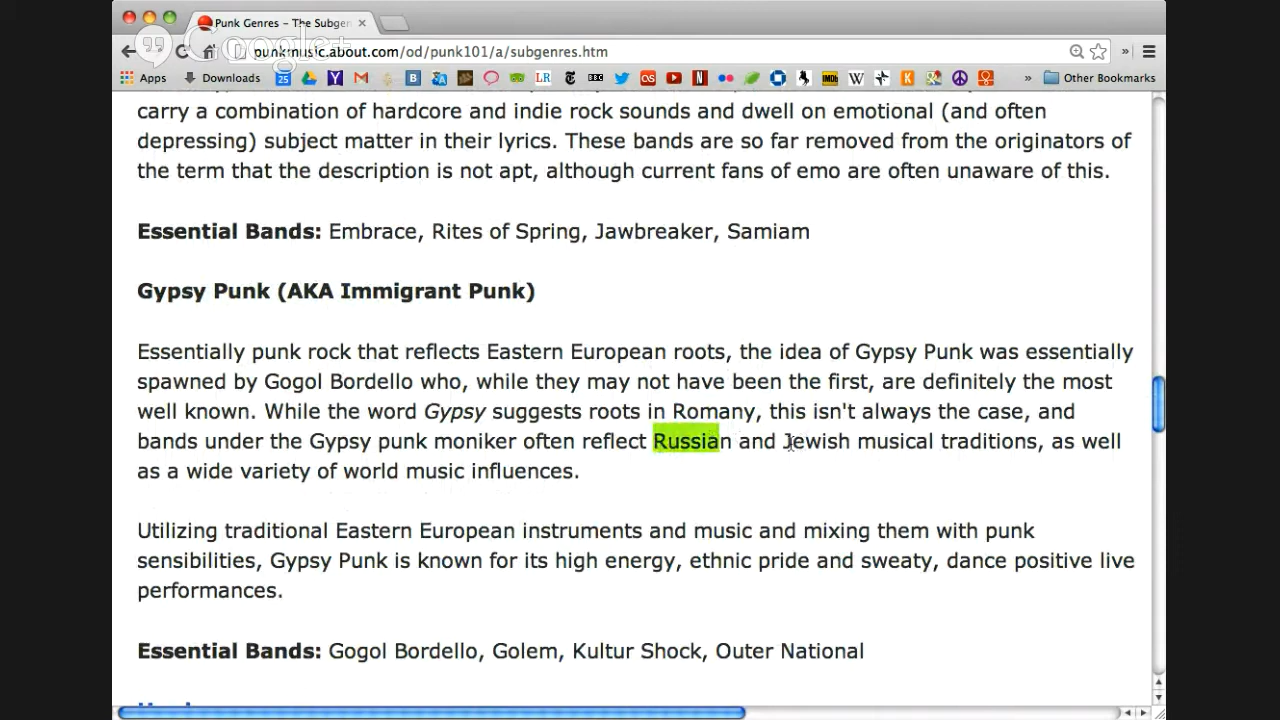 Punk Genres – The Subgen
Google+
punkmusic.about.com/od/punk101/a/subgenres.htm
Apps Downloads 25 Y M B LR T BBC N IMDb W K » Other Bookmarks
carry a combination of hardcore and indie rock sounds and dwell on emotional (and often
depressing) subject matter in their lyrics. These bands are so far removed from the originators of
the term that the description is not apt, although current fans of emo are often unaware of this.
Essential Bands: Embrace, Rites of Spring, Jawbreaker, Samiam
Gypsy Punk (AKA Immigrant Punk)
Essentially punk rock that reflects Eastern European roots, the idea of Gypsy Punk was essentially
spawned by Gogol Bordello who, while they may not have been the first, are definitely the most
well known. While the word Gypsy suggests roots in Romany, this isn't always the case, and
bands under the Gypsy punk moniker often reflect Russian and Jewish musical traditions, as well
as a wide variety of world music influences.
Utilizing traditional Eastern European instruments and music and mixing them with punk
sensibilities, Gypsy Punk is known for its high energy, ethnic pride and sweaty, dance positive live
performances.
Essential Bands: Gogol Bordello, Golem, Kultur Shock, Outer National